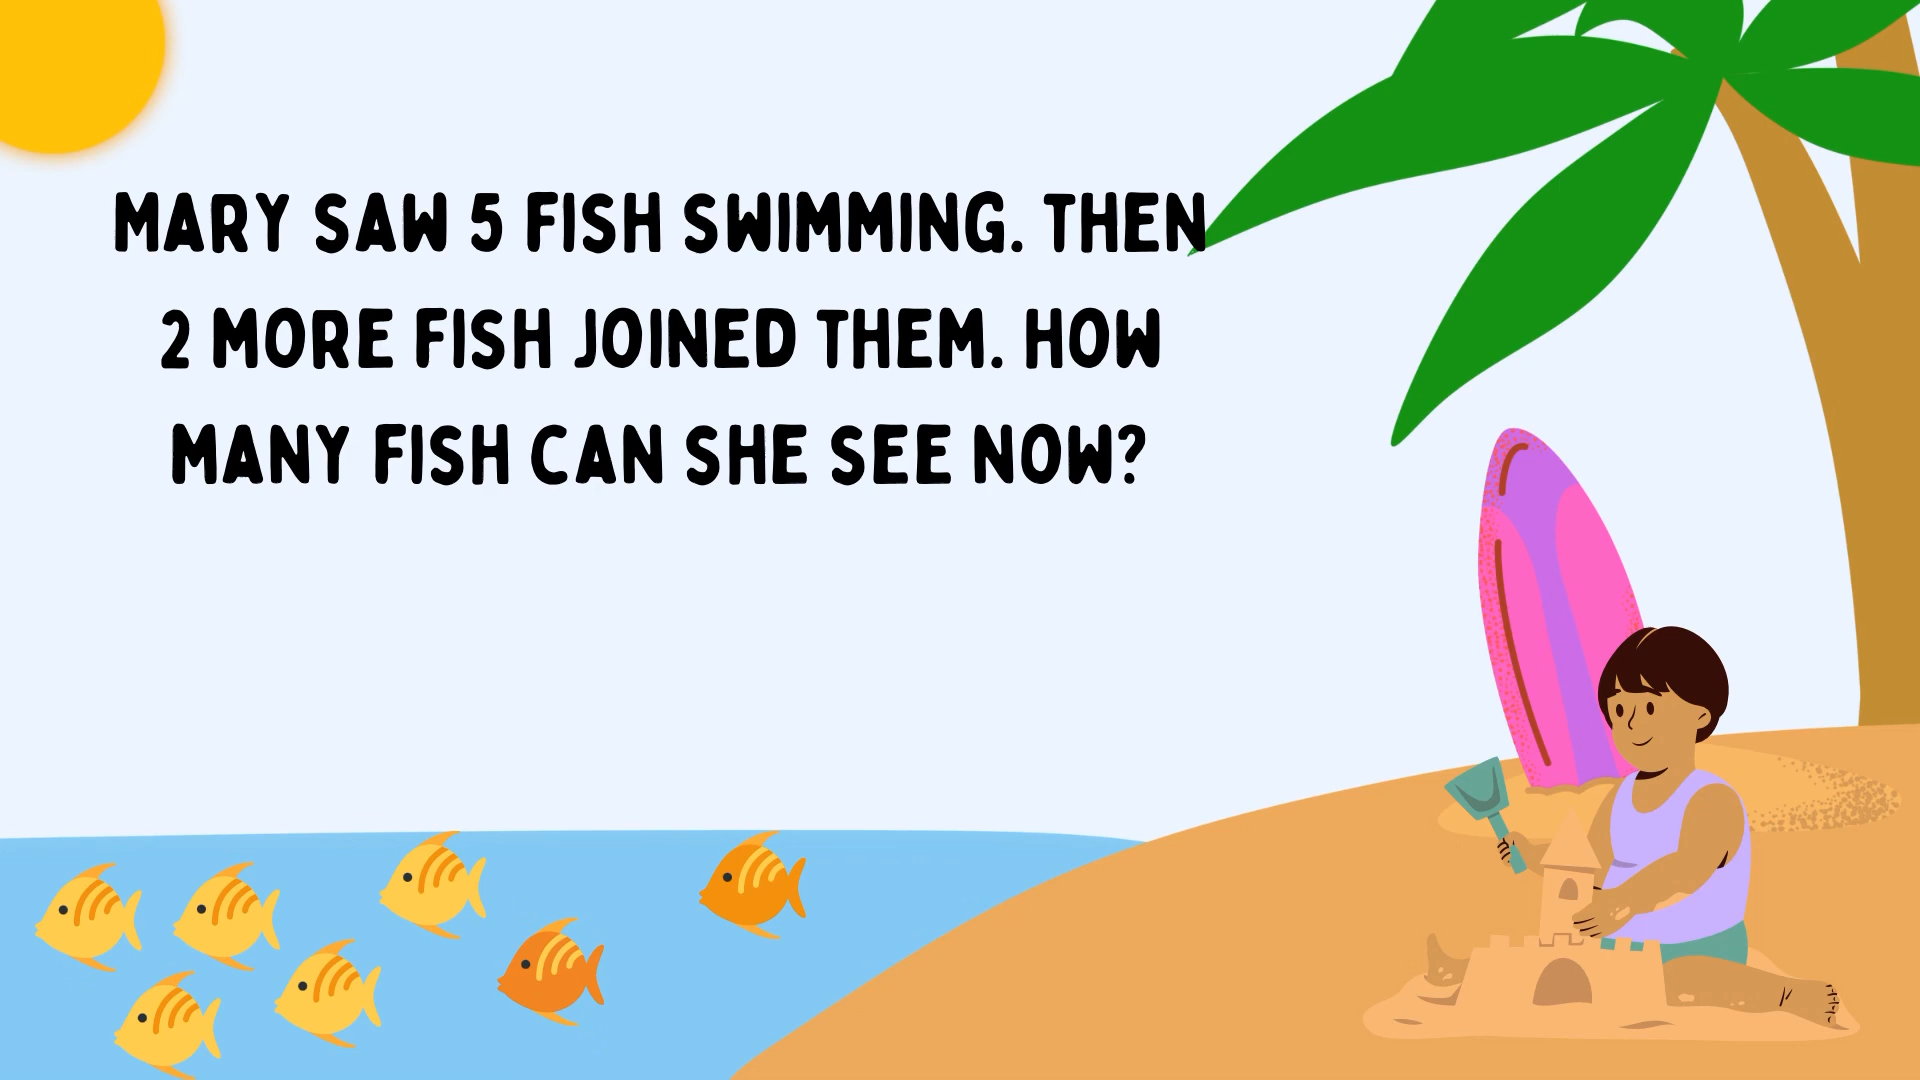 MARY SAW 5 FISH SWIMMING. THEN
2 MORE FISH JOINED THEM. HOW
MANY FISH CAN SHE SEE NOW?